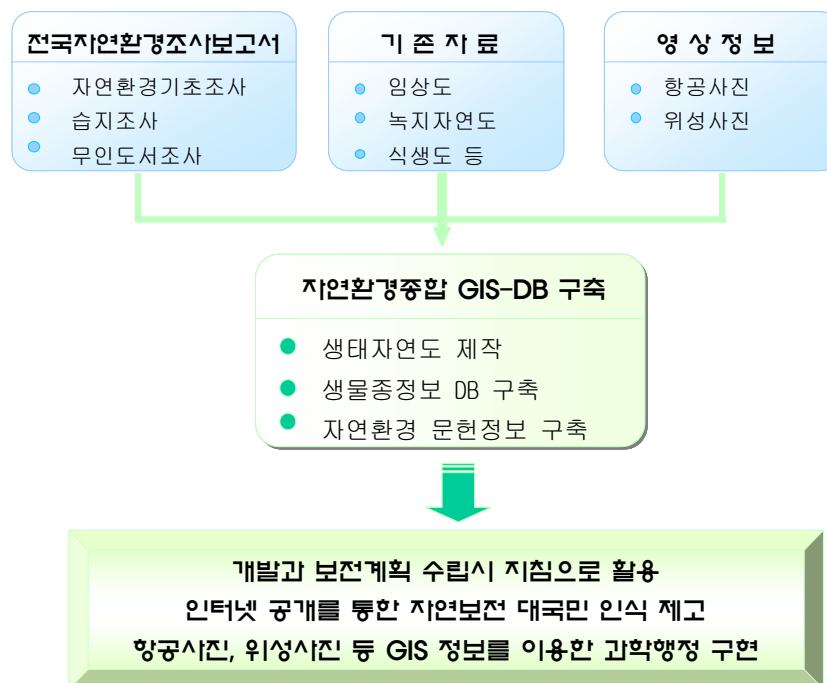 전국자연환경조사보고서
자연환경기초조사
습지조사
무인도서조사
기 존 자 료
임상도
녹지자연도
식생도 등
영 상 정 보
항공사진
위성사진
자연환경종합 GIS-DB 구축
생태자연도 제작
생물종정보 DB 구축
자연환경 문헌정보 구축
개발과 보전계획 수립시 지침으로 활용
인터넷 공개를 통한 자연보전 대국민 인식 제고
항공사진, 위성사진 등 GIS 정보를 이용한 과학행정 구현